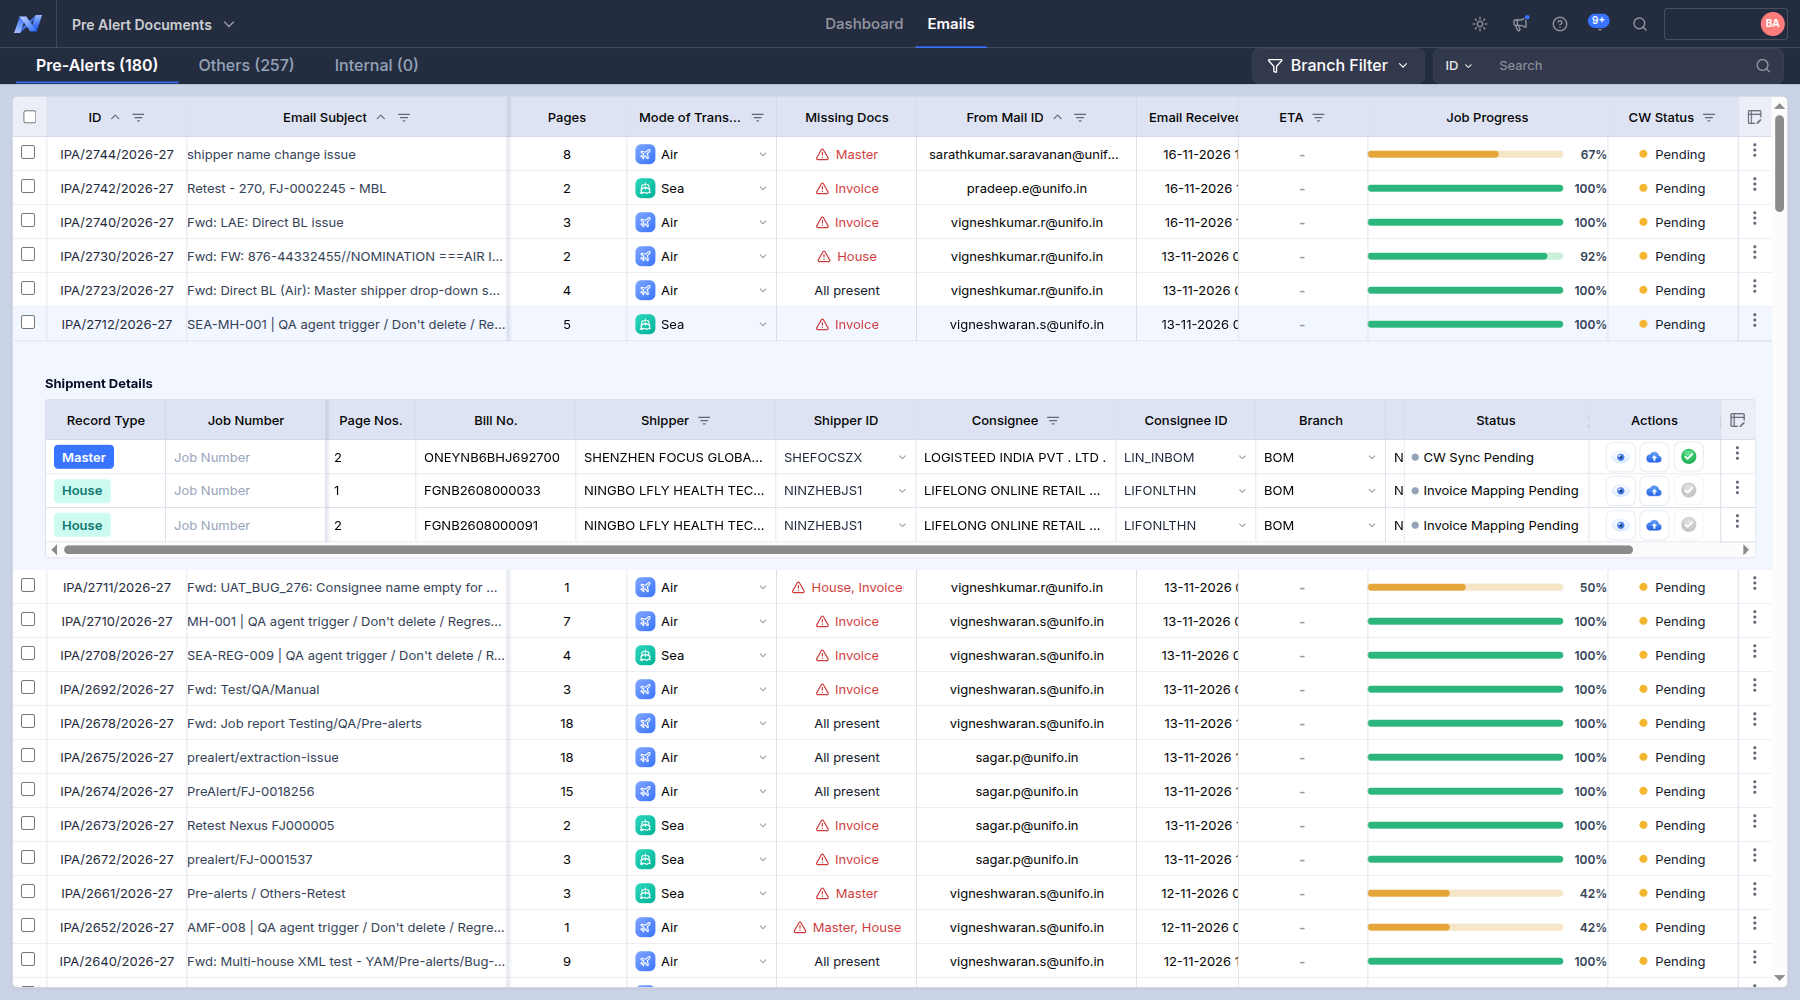 Pre Alert Documents Dashboard Emails 9+ BA
Pre-Alerts (180) Others (257) Internal (0) Branch Filter ID Search
ID Email Subject Pages Mode of Trans... Missing Docs From Mail ID Email Received ETA Job Progress CW Status
IPA/2744/2026-27 shipper name change issue 8 Air Master sarathkumar.saravanan@unif... 16-11-2026 1 - 67% Pending
IPA/2742/2026-27 Retest - 270, FJ-0002245 - MBL 2 Sea Invoice pradeep.e@unifo.in 16-11-2026 - 100% Pending
IPA/2740/2026-27 Fwd: LAE: Direct BL issue 3 Air Invoice vigneshkumar.r@unifo.in 16-11-2026 - 100% Pending
IPA/2730/2026-27 Fwd: FW: 876-44332455//NOMINATION ===AIR I... 2 Air House vigneshkumar.r@unifo.in 13-11-2026 0 - 92% Pending
IPA/2723/2026-27 Fwd: Direct BL (Air): Master shipper drop-down s... 4 Air All present vigneshkumar.r@unifo.in 13-11-2026 0 - 100% Pending
IPA/2712/2026-27 SEA-MH-001 | QA agent trigger / Don't delete / Re... 5 Sea Invoice vigneshwaran.s@unifo.in 13-11-2026 0 - 100% Pending
Shipment Details
Record Type Job Number Page Nos. Bill No. Shipper Shipper ID Consignee Consignee ID Branch Status Actions
Master Job Number 2 ONEYNB6BHJ692700 SHENZHEN FOCUS GLOBA... SHEFOCSZX LOGISTEED INDIA PVT . LTD . LIN_INBOM BOM N CW Sync Pending
House Job Number 1 FGNB2608000033 NINGBO LFLY HEALTH TEC... NINZHEBJS1 LIFELONG ONLINE RETAIL ... LIFONLTHN BOM N Invoice Mapping Pending
House Job Number 2 FGNB2608000091 NINGBO LFLY HEALTH TEC... NINZHEBJS1 LIFELONG ONLINE RETAIL ... LIFONLTHN BOM N Invoice Mapping Pending
IPA/2711/2026-27 Fwd: UAT_BUG_276: Consignee name empty for ... 1 Air House, Invoice vigneshkumar.r@unifo.in 13-11-2026 - 50% Pending
IPA/2710/2026-27 MH-001 | QA agent trigger / Don't delete / Regres... 7 Air Invoice vigneshwaran.s@unifo.in 13-11-2026 - 100% Pending
IPA/2708/2026-27 SEA-REG-009 | QA agent trigger / Don't delete / R... 4 Sea Invoice vigneshwaran.s@unifo.in 13-11-2026 0 - 100% Pending
IPA/2692/2026-27 Fwd: Test/QA/Manual 3 Air Invoice vigneshwaran.s@unifo.in 13-11-2026 - 100% Pending
IPA/2678/2026-27 Fwd: Job report Testing/QA/Pre-alerts 18 Air All present vigneshwaran.s@unifo.in 13-11-2026 - 100% Pending
IPA/2675/2026-27 prealert/extraction-issue 18 Air All present sagar.p@unifo.in 13-11-2026 - 100% Pending
IPA/2674/2026-27 PreAlert/FJ-0018256 15 Air All present sagar.p@unifo.in 13-11-2026 - 100% Pending
IPA/2673/2026-27 Retest Nexus FJ000005 2 Sea Invoice sagar.p@unifo.in 13-11-2026 - 100% Pending
IPA/2672/2026-27 prealert/FJ-0001537 3 Sea Invoice sagar.p@unifo.in 13-11-2026 - 100% Pending
IPA/2661/2026-27 Pre-alerts / Others-Retest 3 Sea Master vigneshwaran.s@unifo.in 12-11-2026 0 - 42% Pending
IPA/2652/2026-27 AMF-008 | QA agent trigger / Don't delete / Regre... 1 Air Master, House vigneshwaran.s@unifo.in 12-11-2026 0 - 42% Pending
IPA/2640/2026-27 Fwd: Multi-house XML test - YAM/Pre-alerts/Bug-... 9 Air All present vigneshwaran.s@unifo.in 12-11-2026 1 - 100% Pending